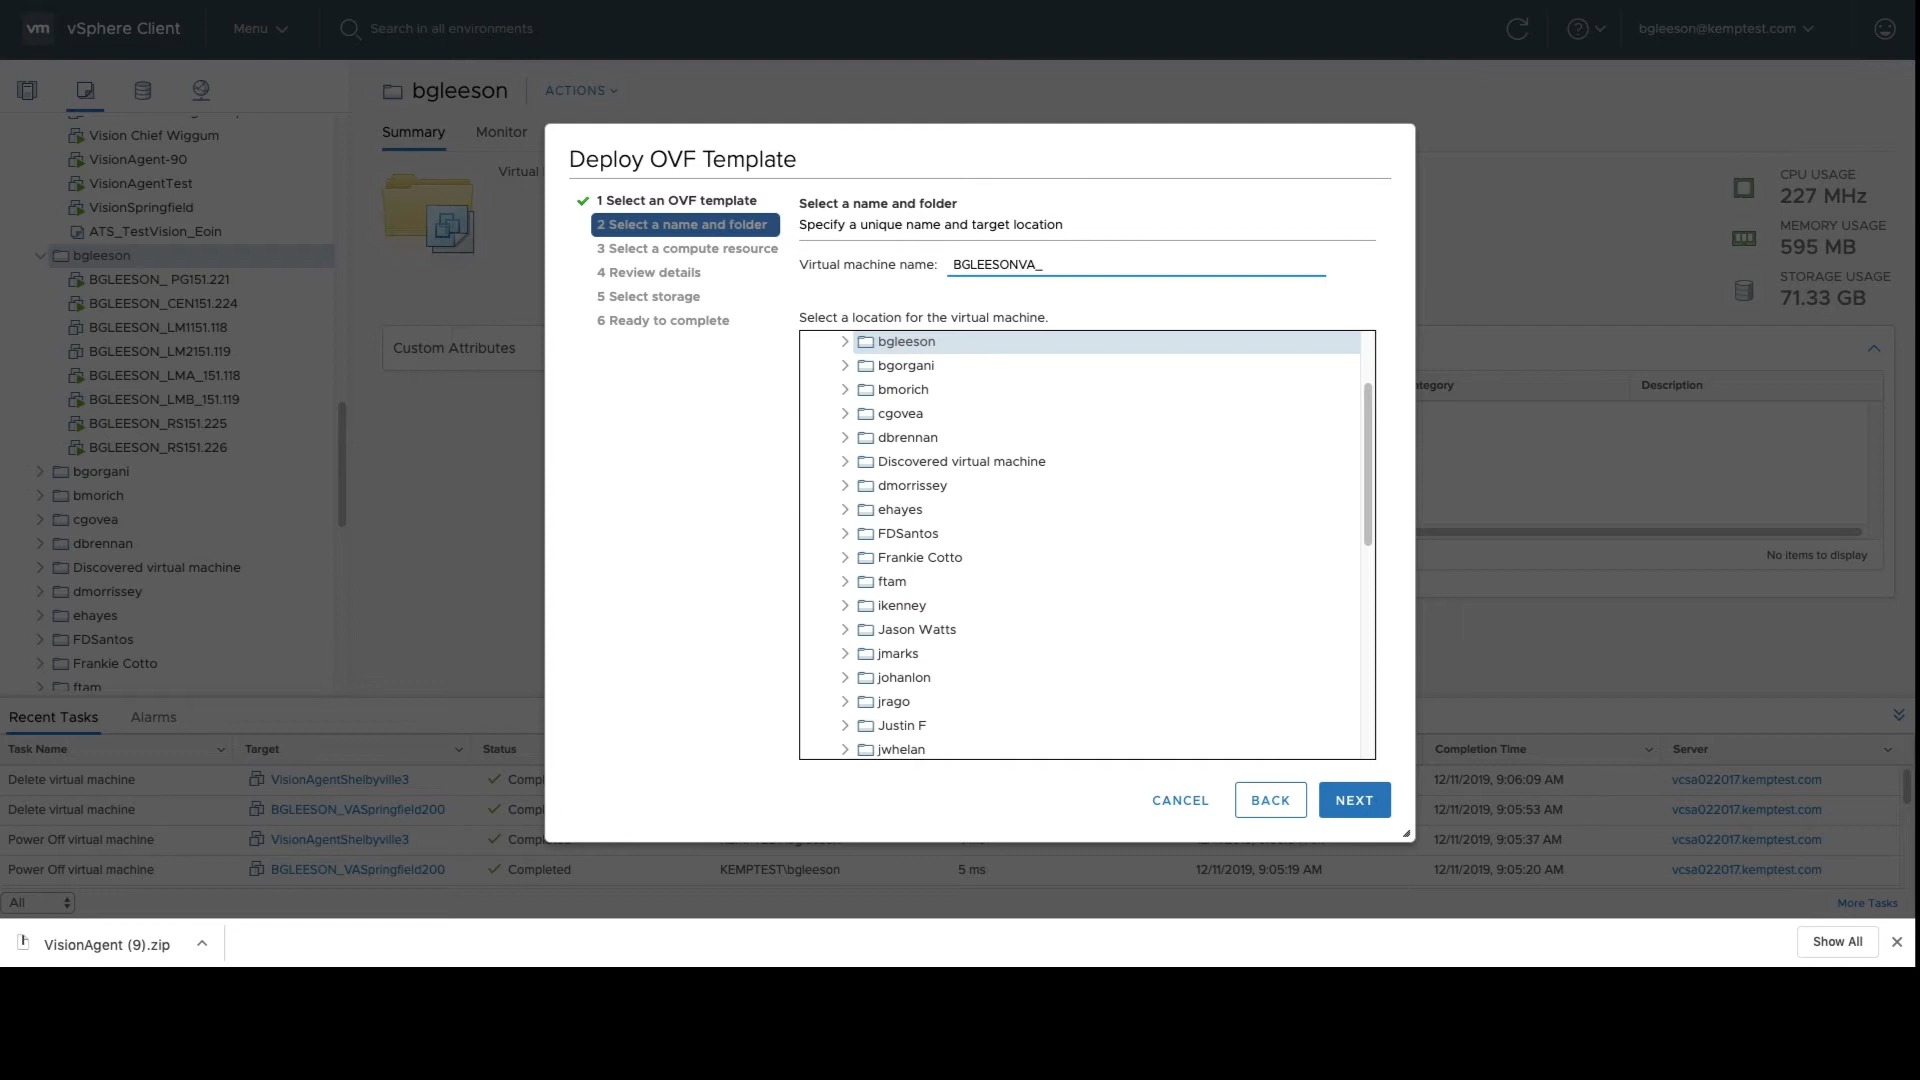 vm vSphere Client Menu Search in all environments bgleeson@kemptest.com
bgleeson ACTIONS
Summary Monitor
Virtual
Vision Chief Wiggum
VisionAgent-90
VisionAgentTest
VisionSpringfield
ATS_TestVision_Eoin
bgleeson
BGLEESON_ PG151.221
BGLEESON_CEN151.224
BGLEESON_LM1151.118
BGLEESON_LM2151.119
BGLEESON_LMA_151.118
BGLEESON_LMB_151.119
BGLEESON_RS151.225
BGLEESON_RS151.226
bgorgani
bmorich
cgovea
dbrennan
Discovered virtual machine
dmorrissey
ehayes
FDSantos
Frankie Cotto
ftam
Custom Attributes
Deploy OVF Template
1 Select an OVF template
2 Select a name and folder
3 Select a compute resource
4 Review details
5 Select storage
6 Ready to complete
Select a name and folder
Specify a unique name and target location
Virtual machine name: BGLEESONVA_
Select a location for the virtual machine.
bgleeson
bgorgani
bmorich
cgovea
dbrennan
Discovered virtual machine
dmorrissey
ehayes
FDSantos
Frankie Cotto
ftam
ikenney
Jason Watts
jmarks
johanlon
jrago
Justin F
jwhelan
CANCEL BACK NEXT
CPU USAGE
227 MHz
MEMORY USAGE
595 MB
STORAGE USAGE
71.33 GB
ategory Description
No items to display
Recent Tasks Alarms
Task Name Target Status Completion Time Server
Delete virtual machine VisionAgentShelbyville3 Compl 12/11/2019, 9:06:09 AM vcsa022017.kemptest.com
Delete virtual machine BGLEESON_VASpringfield200 Compl 12/11/2019, 9:05:53 AM vcsa022017.kemptest.com
Power Off virtual machine VisionAgentShelbyville3 Comple 12/11/2019, 9:05:37 AM vcsa022017.kemptest.com
Power Off virtual machine BGLEESON_VASpringfield200 Completed KEMPTEST\bgleeson 5 ms 12/11/2019, 9:05:19 AM 12/11/2019, 9:05:20 AM vcsa022017.kemptest.com
All More Tasks
VisionAgent (9).zip Show All